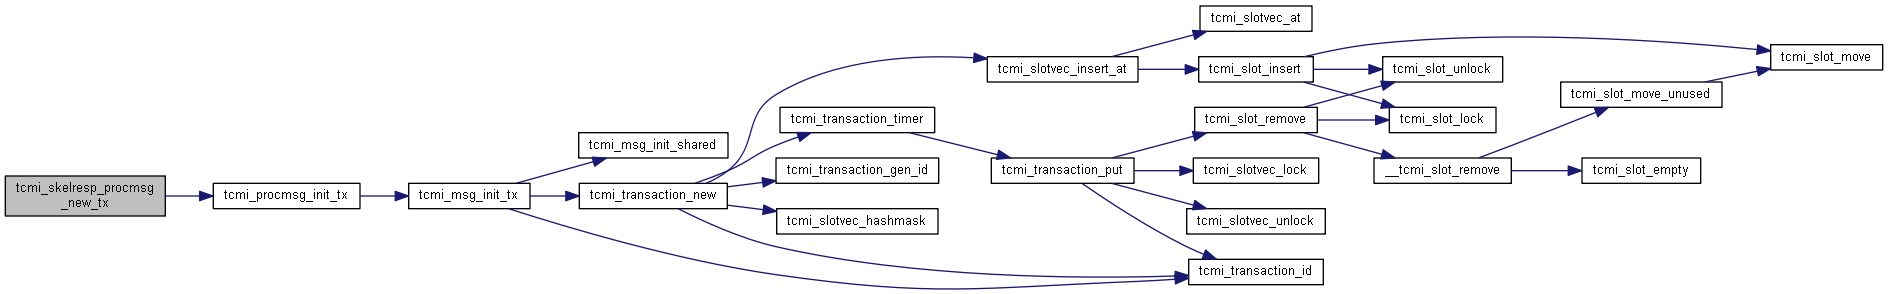 tcmi_skelresp_procmsg
_new_tx
tcmi_procmsg_init_tx
tcmi_msg_init_tx
tcmi_msg_init_shared
tcmi_transaction_new
tcmi_transaction_timer
tcmi_transaction_gen_id
tcmi_slotvec_hashmask
tcmi_slotvec_insert_at
tcmi_transaction_put
tcmi_slotvec_at
tcmi_slot_insert
tcmi_slot_remove
tcmi_slotvec_lock
tcmi_slotvec_unlock
tcmi_transaction_id
tcmi_slot_unlock
tcmi_slot_lock
__tcmi_slot_remove
tcmi_slot_move_unused
tcmi_slot_empty
tcmi_slot_move